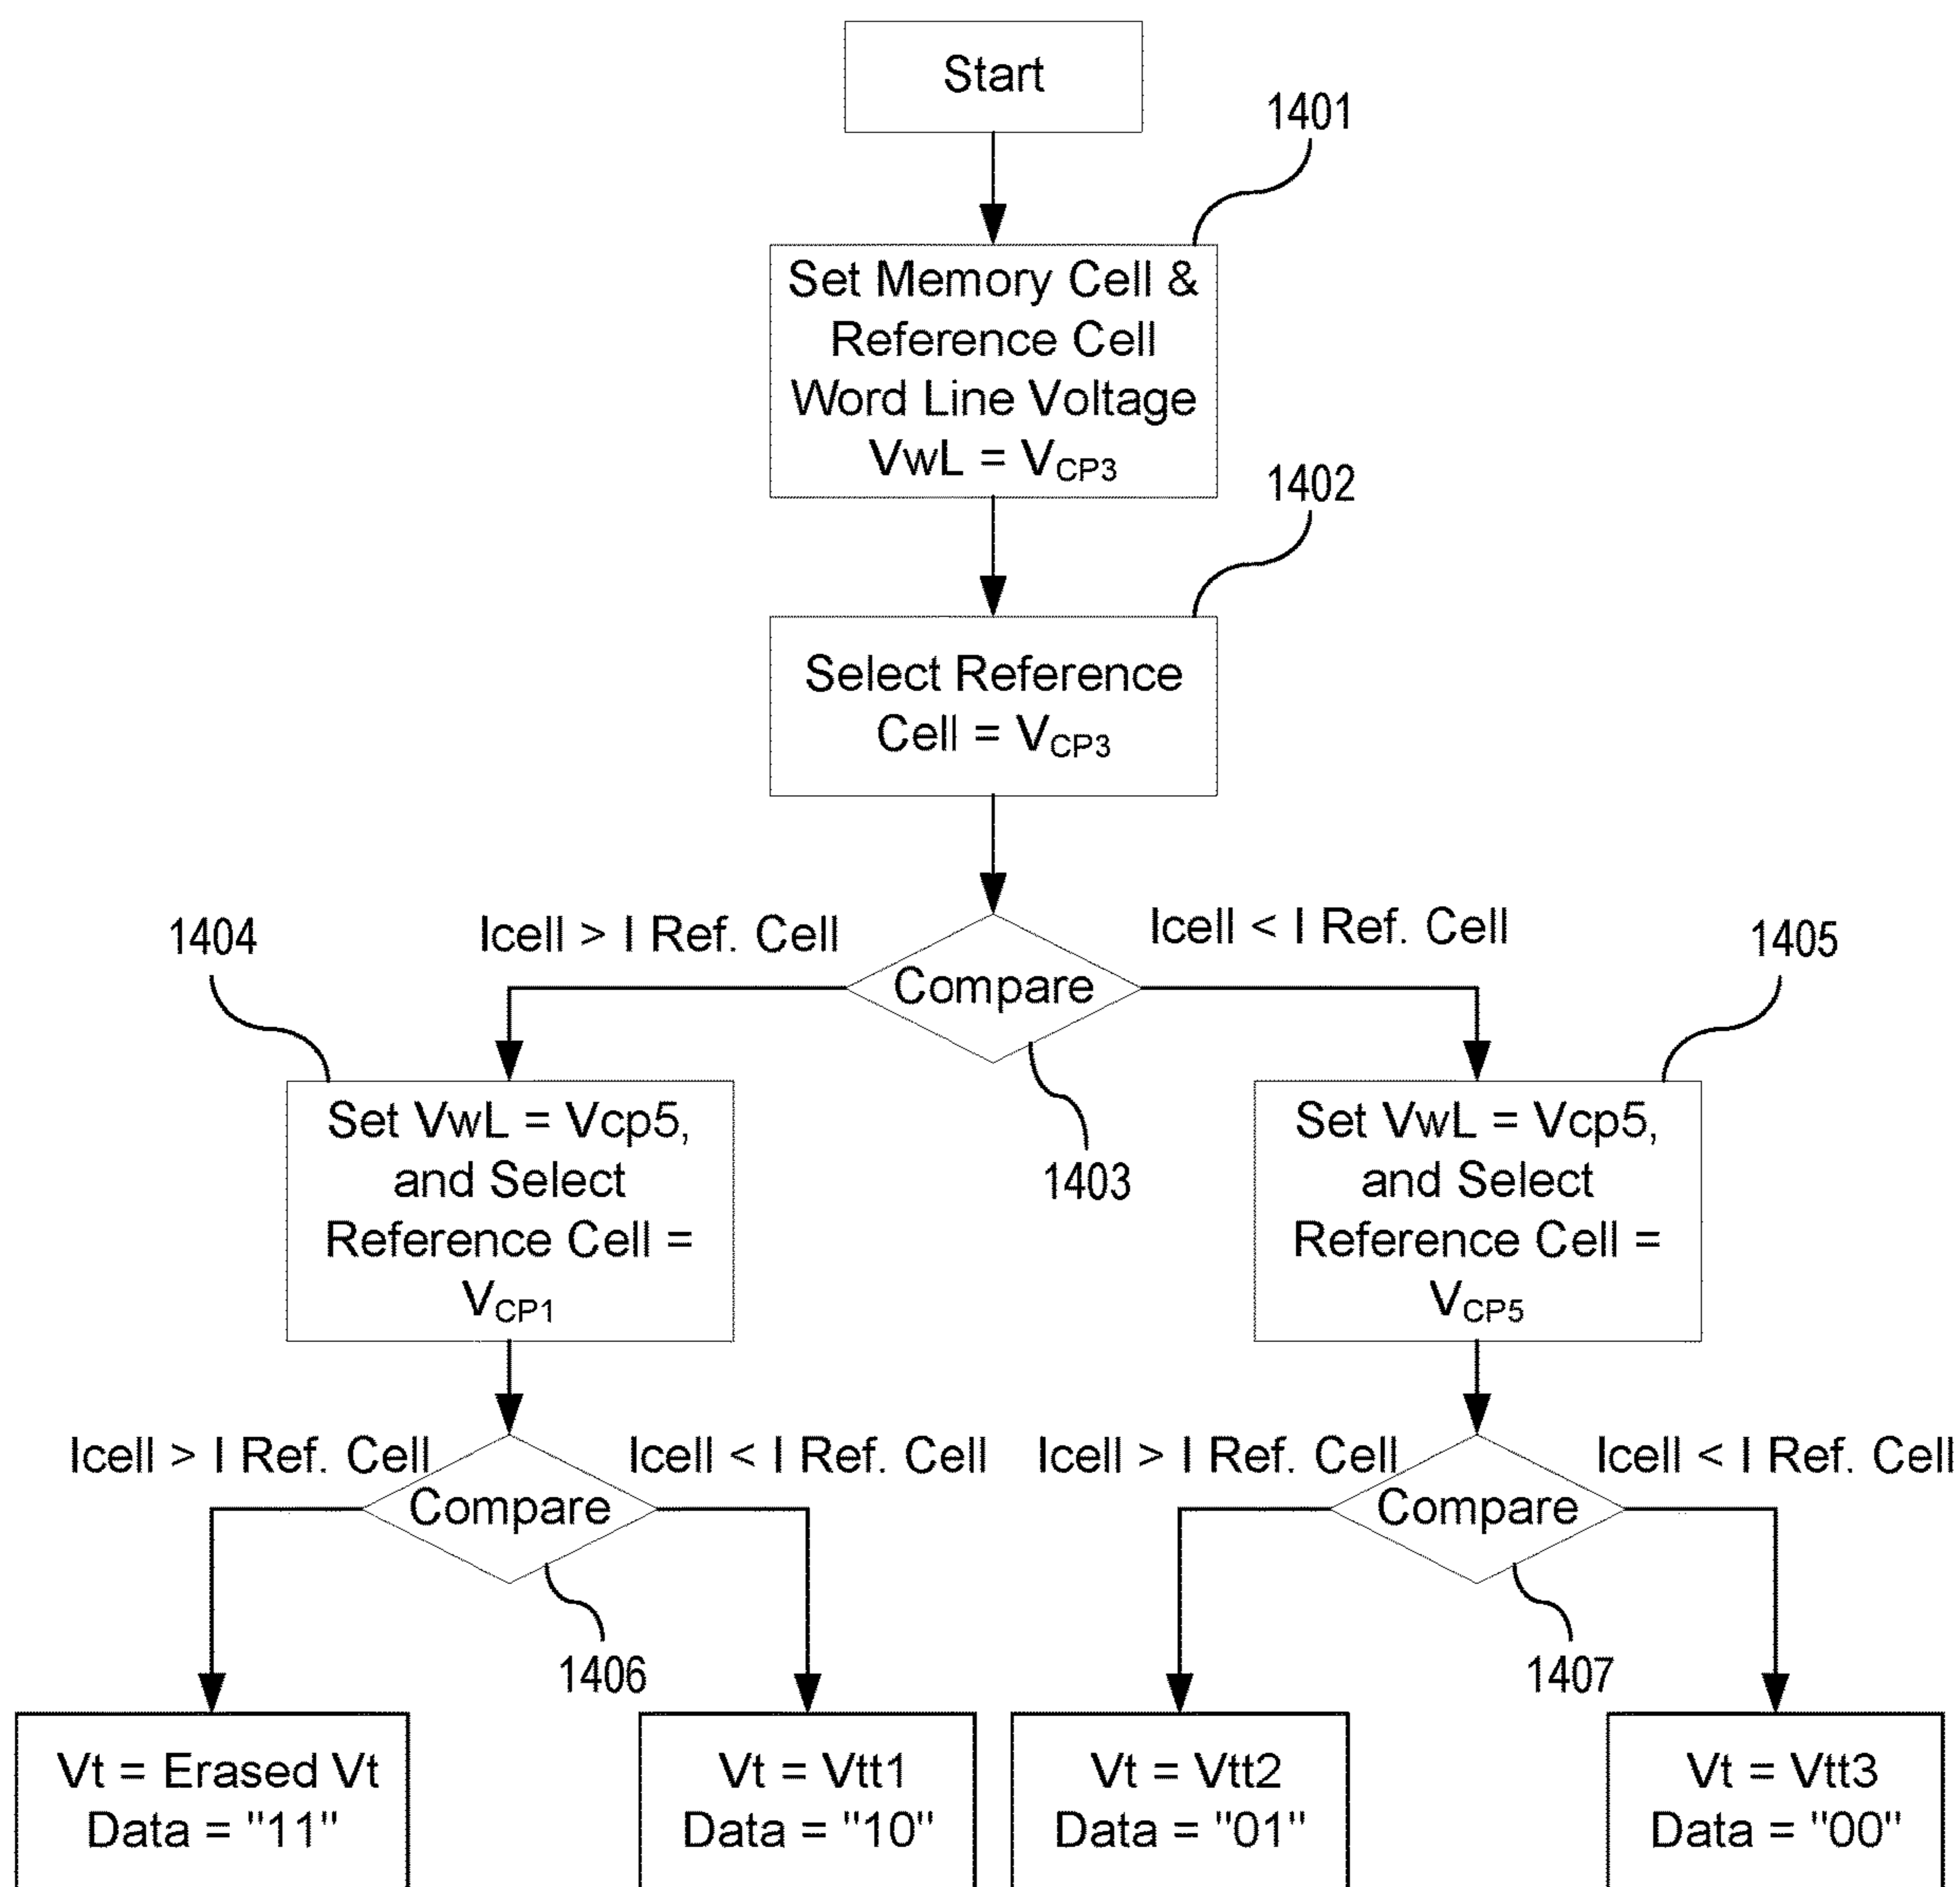 Start
1401
Set Memory Cell &
Reference Cell
Word Line Voltage
VWL = VCP3
1402
Select Reference
Cell = VCP3
1404
Icell > I Ref. Cell
Icell < I Ref. Cell
1405
Compare
1403
Set VWL = Vcp5,
and Select
Reference Cell =
VCP1
Set VWL = Vcp5,
and Select
Reference Cell =
VCP5
Icell > I Ref. Cell
Icell < I Ref. Cell
Icell > I Ref. Cell
Icell < I Ref. Cell
Compare
Compare
1406
1407
Vt = Erased Vt
Data = "11"
Vt = Vtt1
Data = "10"
Vt = Vtt2
Data = "01"
Vt = Vtt3
Data = "00"